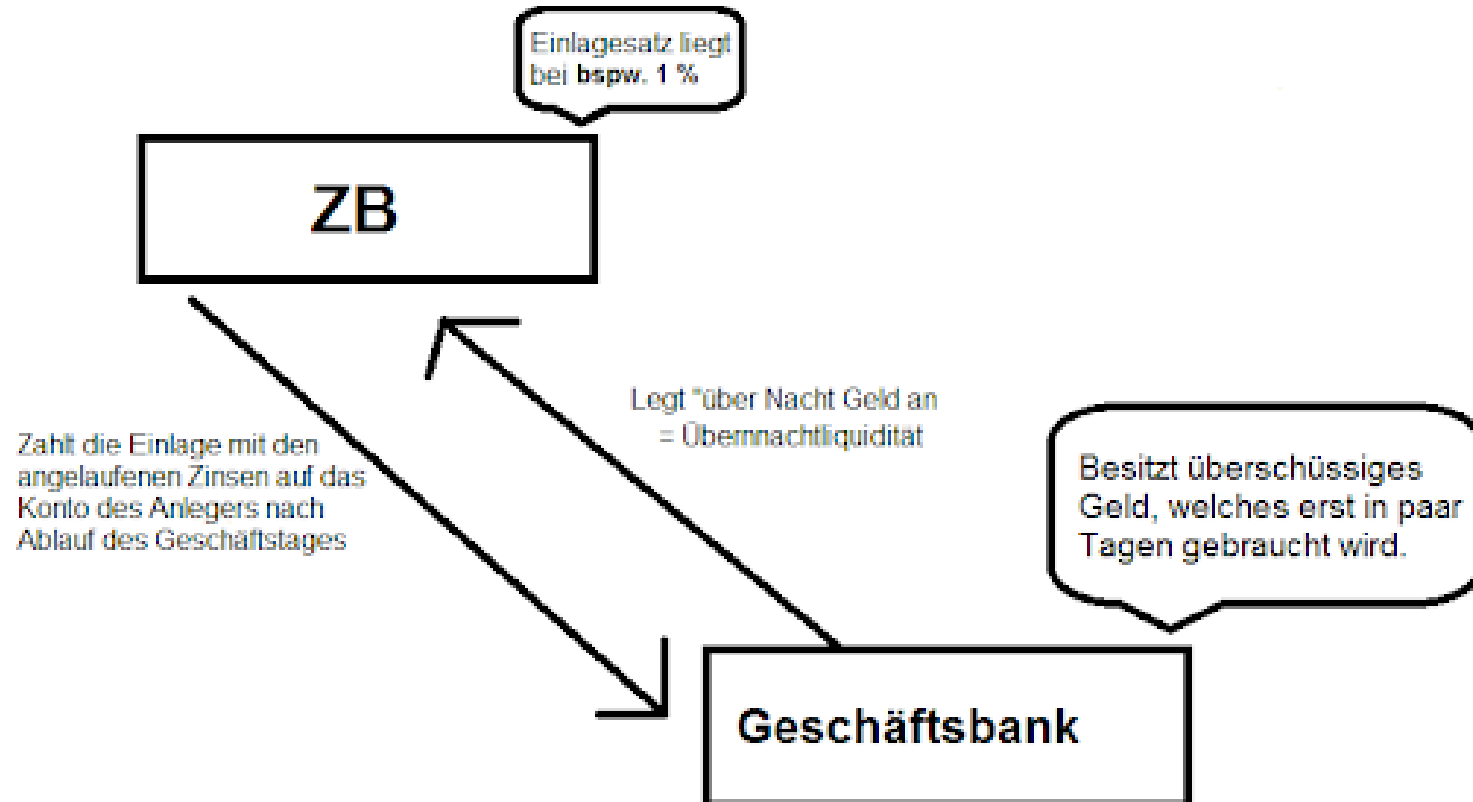 Einlagesatz liegt
bei bspw. 1 %
ZB
Legt "über Nacht Geld an
= Übernnachtliquidität
Zahlt die Einlage mit den
angelaufenen Zinsen auf das
Konto des Anlegers nach
Ablauf des Geschäftstages
Besitzt überschüssiges
Geld, welches erst in paar
Tagen gebraucht wird.
Geschäftsbank